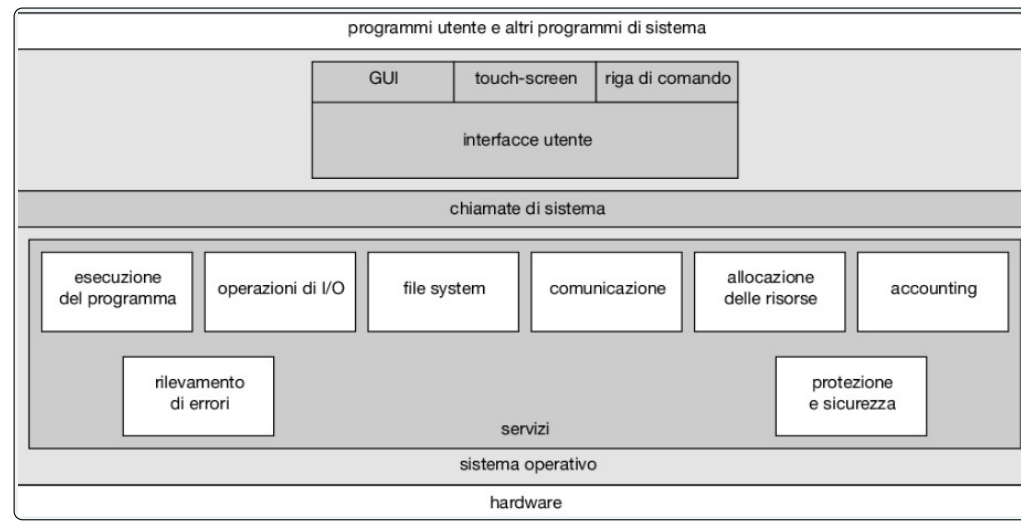 programmi utente e altri programmi di sistema
GUI
touch-screen
riga di comando
interfacce utente
chiamate di sistema
esecuzione
del programma
operazioni di I/O
file system
comunicazione
allocazione
delle risorse
accounting
rilevamento
di errori
protezione
e sicurezza
servizi
sistema operativo
hardware